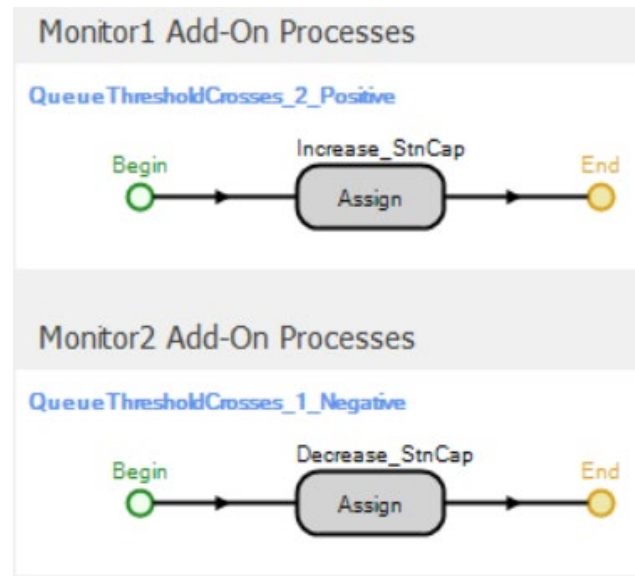 Monitor1 Add-On Processes
QueueThresholdCrosses_2_Positive
Increase_StnCap
Begin
End
Assign
Monitor2 Add-On Processes
QueueThresholdCrosses_1_Negative
Decrease_StnCap
Begin
End
Assign